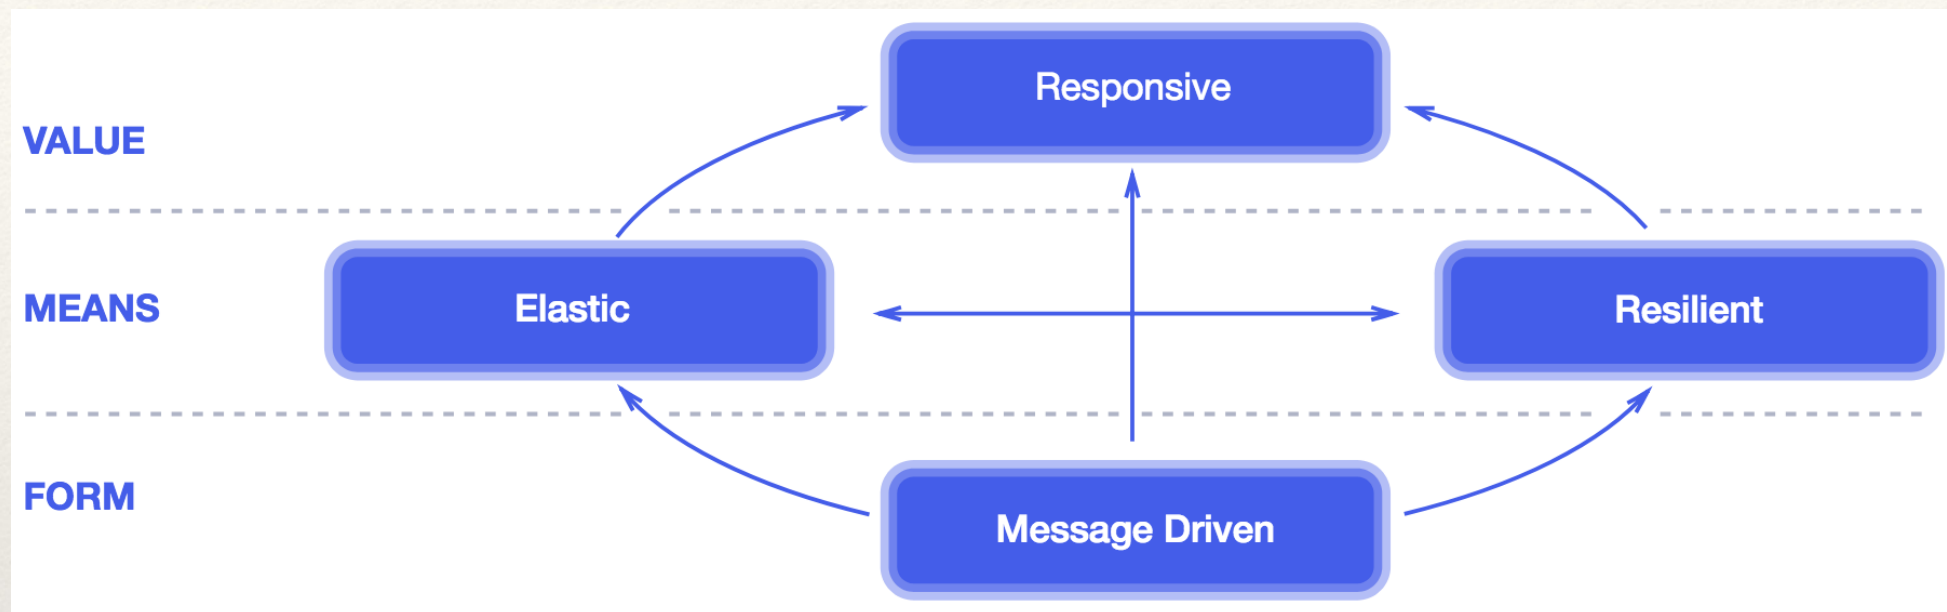 Responsive
VALUE
MEANS
Elastic
Resilient
FORM
Message Driven